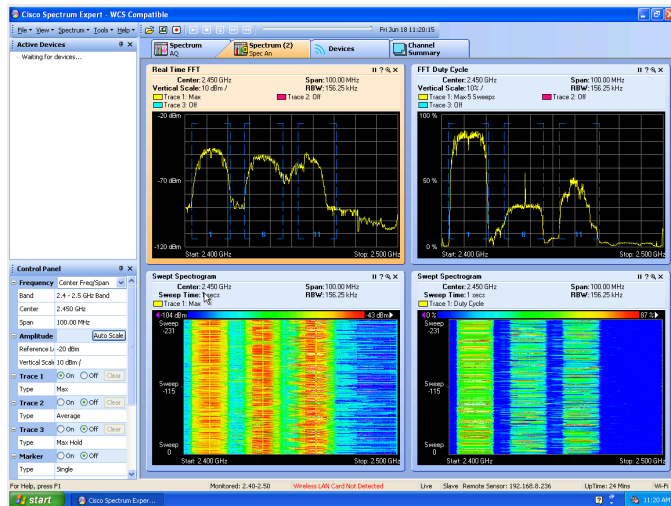 Cisco Spectrum Expert - WCS Compatible
File View Spectrum Tools Help
Fri Jun 18 11:20:15
Active Devices
Waiting for devices...
Spectrum
AQ
Spectrum (2)
Spec An
Devices
Channel
Summary
Real Time FFT
Center: 2.450 GHz Span: 100.00 MHz
Vertical Scale: 10 dBm / RBW: 156.25 kHz
Trace 1: Max Trace 2: Off
Trace 3: Off
-20 dBm
-70 dBm
-120 dBm
1 6 11
Start: 2.400 GHz Stop: 2.500 GHz
FFT Duty Cycle
Center: 2.450 GHz Span: 100.00 MHz
Vertical Scale: 10% / RBW: 156.25 kHz
Trace 1: Max-5 Sweeps Trace 2: Off
Trace 3: Off
100 %
50 %
0 %
1 6 11
Start: 2.400 GHz Stop: 2.500 GHz
Control Panel
Frequency Center Freq/Span
Band 2.4 - 2.5 GHz Band
Center 2.450 GHz
Span 100.00 MHz
Amplitude Auto Scale
Reference L -20 dBm
Vertical Scal 10 dBm /
Trace 1 On Off Clear
Type Max
Trace 2 On Off Clear
Type Average
Trace 3 On Off Clear
Type Max Hold
Marker On Off
Type Single
Swept Spectrogram
Center: 2.450 GHz Span: 100.00 MHz
Sweep Time: 1 secs RBW: 156.25 kHz
Trace 1: Max
-104 dBm -43 dBm
Sweep
-231
Sweep
-115
Sweep
0
Start: 2.400 GHz Stop: 2.500 GHz
Swept Spectrogram
Center: 2.450 GHz Span: 100.00 MHz
Sweep Time: 1 secs RBW: 156.25 kHz
Trace 1: Duty Cycle
0 % 87 %
Sweep
-231
Sweep
-115
Sweep
0
Start: 2.400 GHz Stop: 2.500 GHz
For Help, press F1 Monitored: 2.40-2.50 Wireless LAN Card Not Detected Live Slave Remote Sensor: 192.168.8.236 UpTime: 24 Mins Wi-Fi
start Cisco Spectrum Exper... 11:20 AM